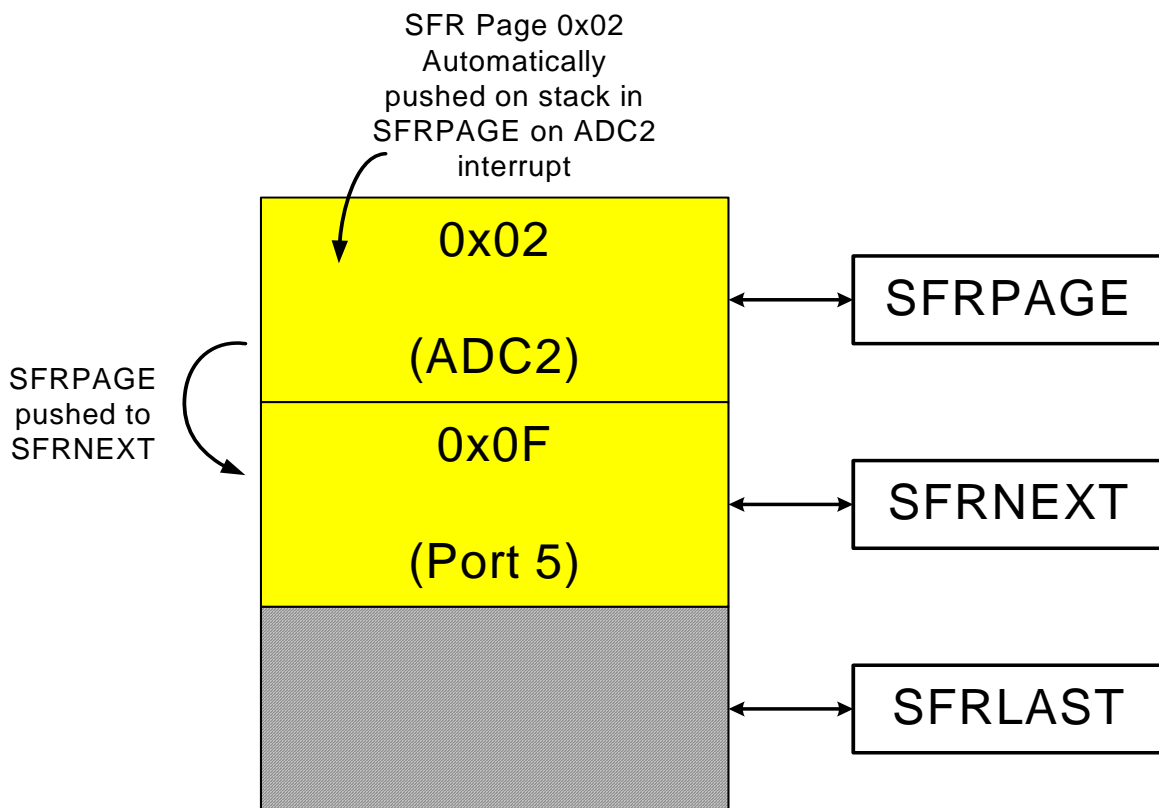 SFR Page 0x02
Automatically
pushed on stack in
SFRPAGE on ADC2
interrupt
0x02
(ADC2)
SFRPAGE
SFRPAGE
pushed to
SFRNEXT
0x0F
(Port 5)
SFRNEXT
SFRLAST